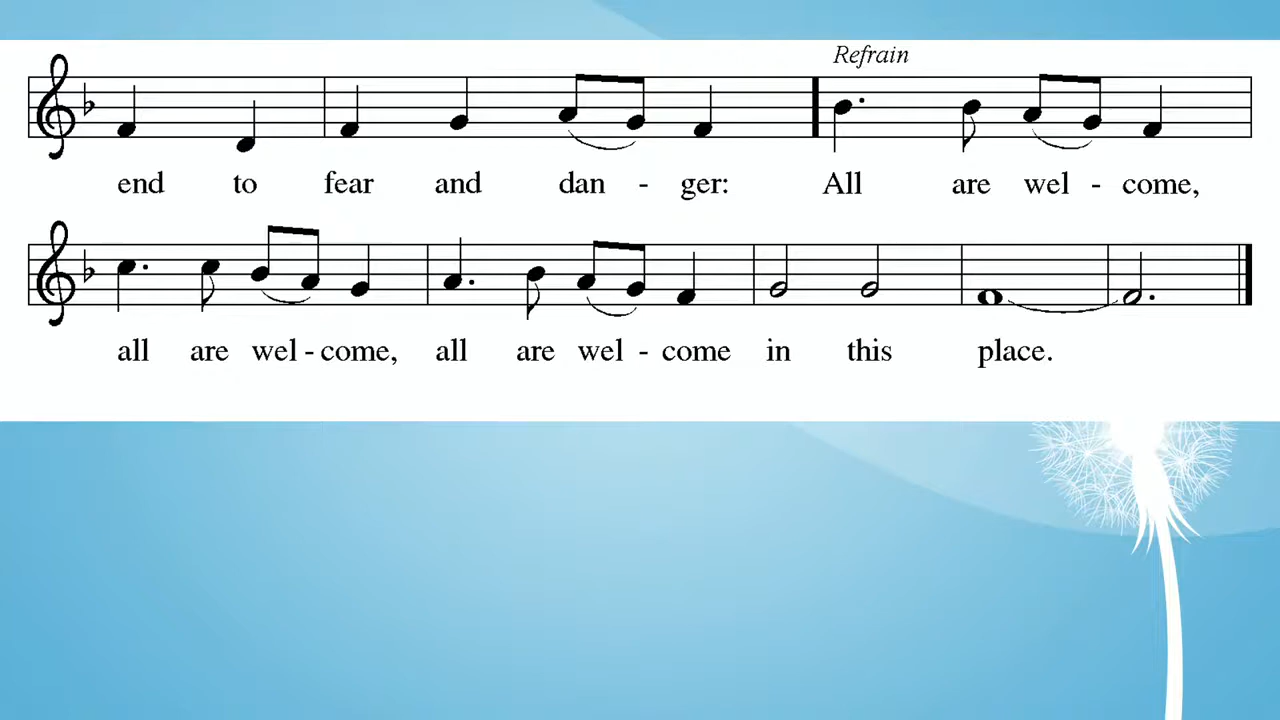 Refrain
end to fear and dan - ger: All are wel - come,
all are wel - come, all are wel - come in this place.